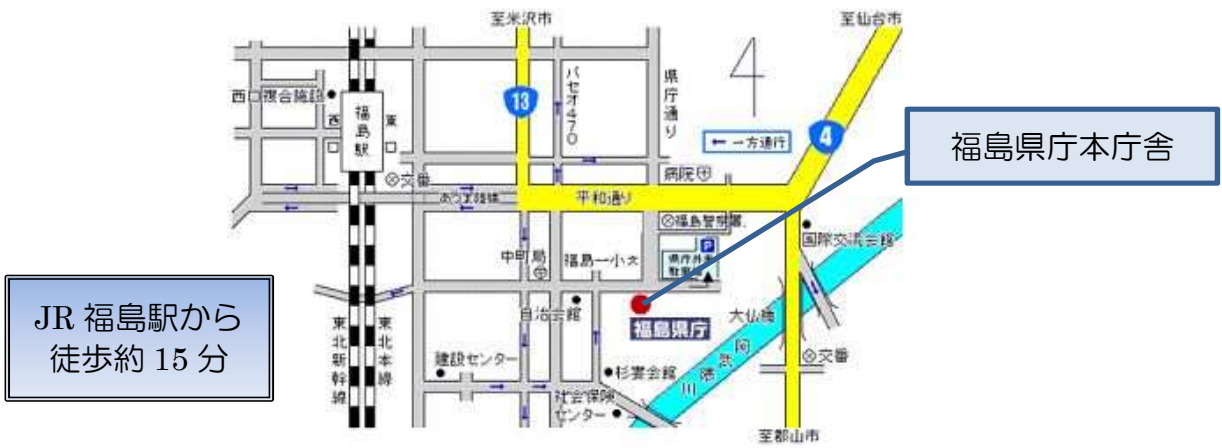 至米沢市
至仙台市
13
パセオ470
県庁通り
4
4
←一方通行
福島県庁本庁舎
西口複合施設
西口
福島駅
東口
交番
病院
あづま陸橋
平和通り
福島警察署
P
国際交流会館
中町局
福島一小
県庁外来
駐車場
JR 福島駅から
徒歩約 15 分
自治会館
福島県庁
大仏橋
東北新幹線
東北本線
建設センター
阿武隈川
交番
杉妻会館
社会保険
センター
至郡山市